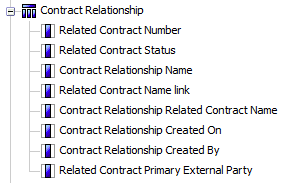 Contract Relationship
Related Contract Number
Related Contract Status
Contract Relationship Name
Related Contract Name link
Contract Relationship Related Contract Name
Contract Relationship Created On
Contract Relationship Created By
Related Contract Primary External Party